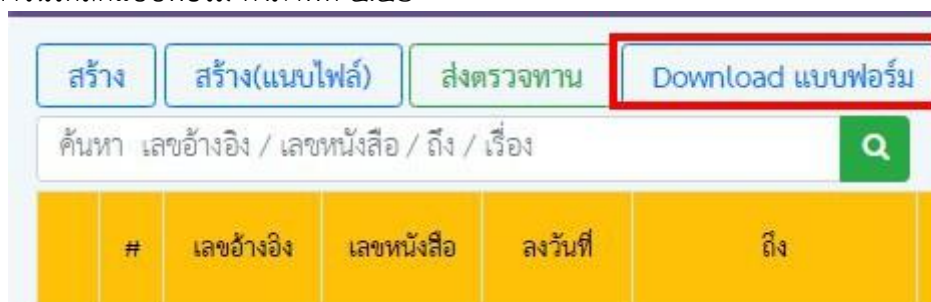 สร้าง สร้าง(แนบไฟล์) ส่งตรวจทาน Download แบบฟอร์ม
ค้นหา เลขอ้างอิง / เลขหนังสือ / ถึง / เรื่อง
# เลขอ้างอิง เลขหนังสือ ลงวันที่ ถึง